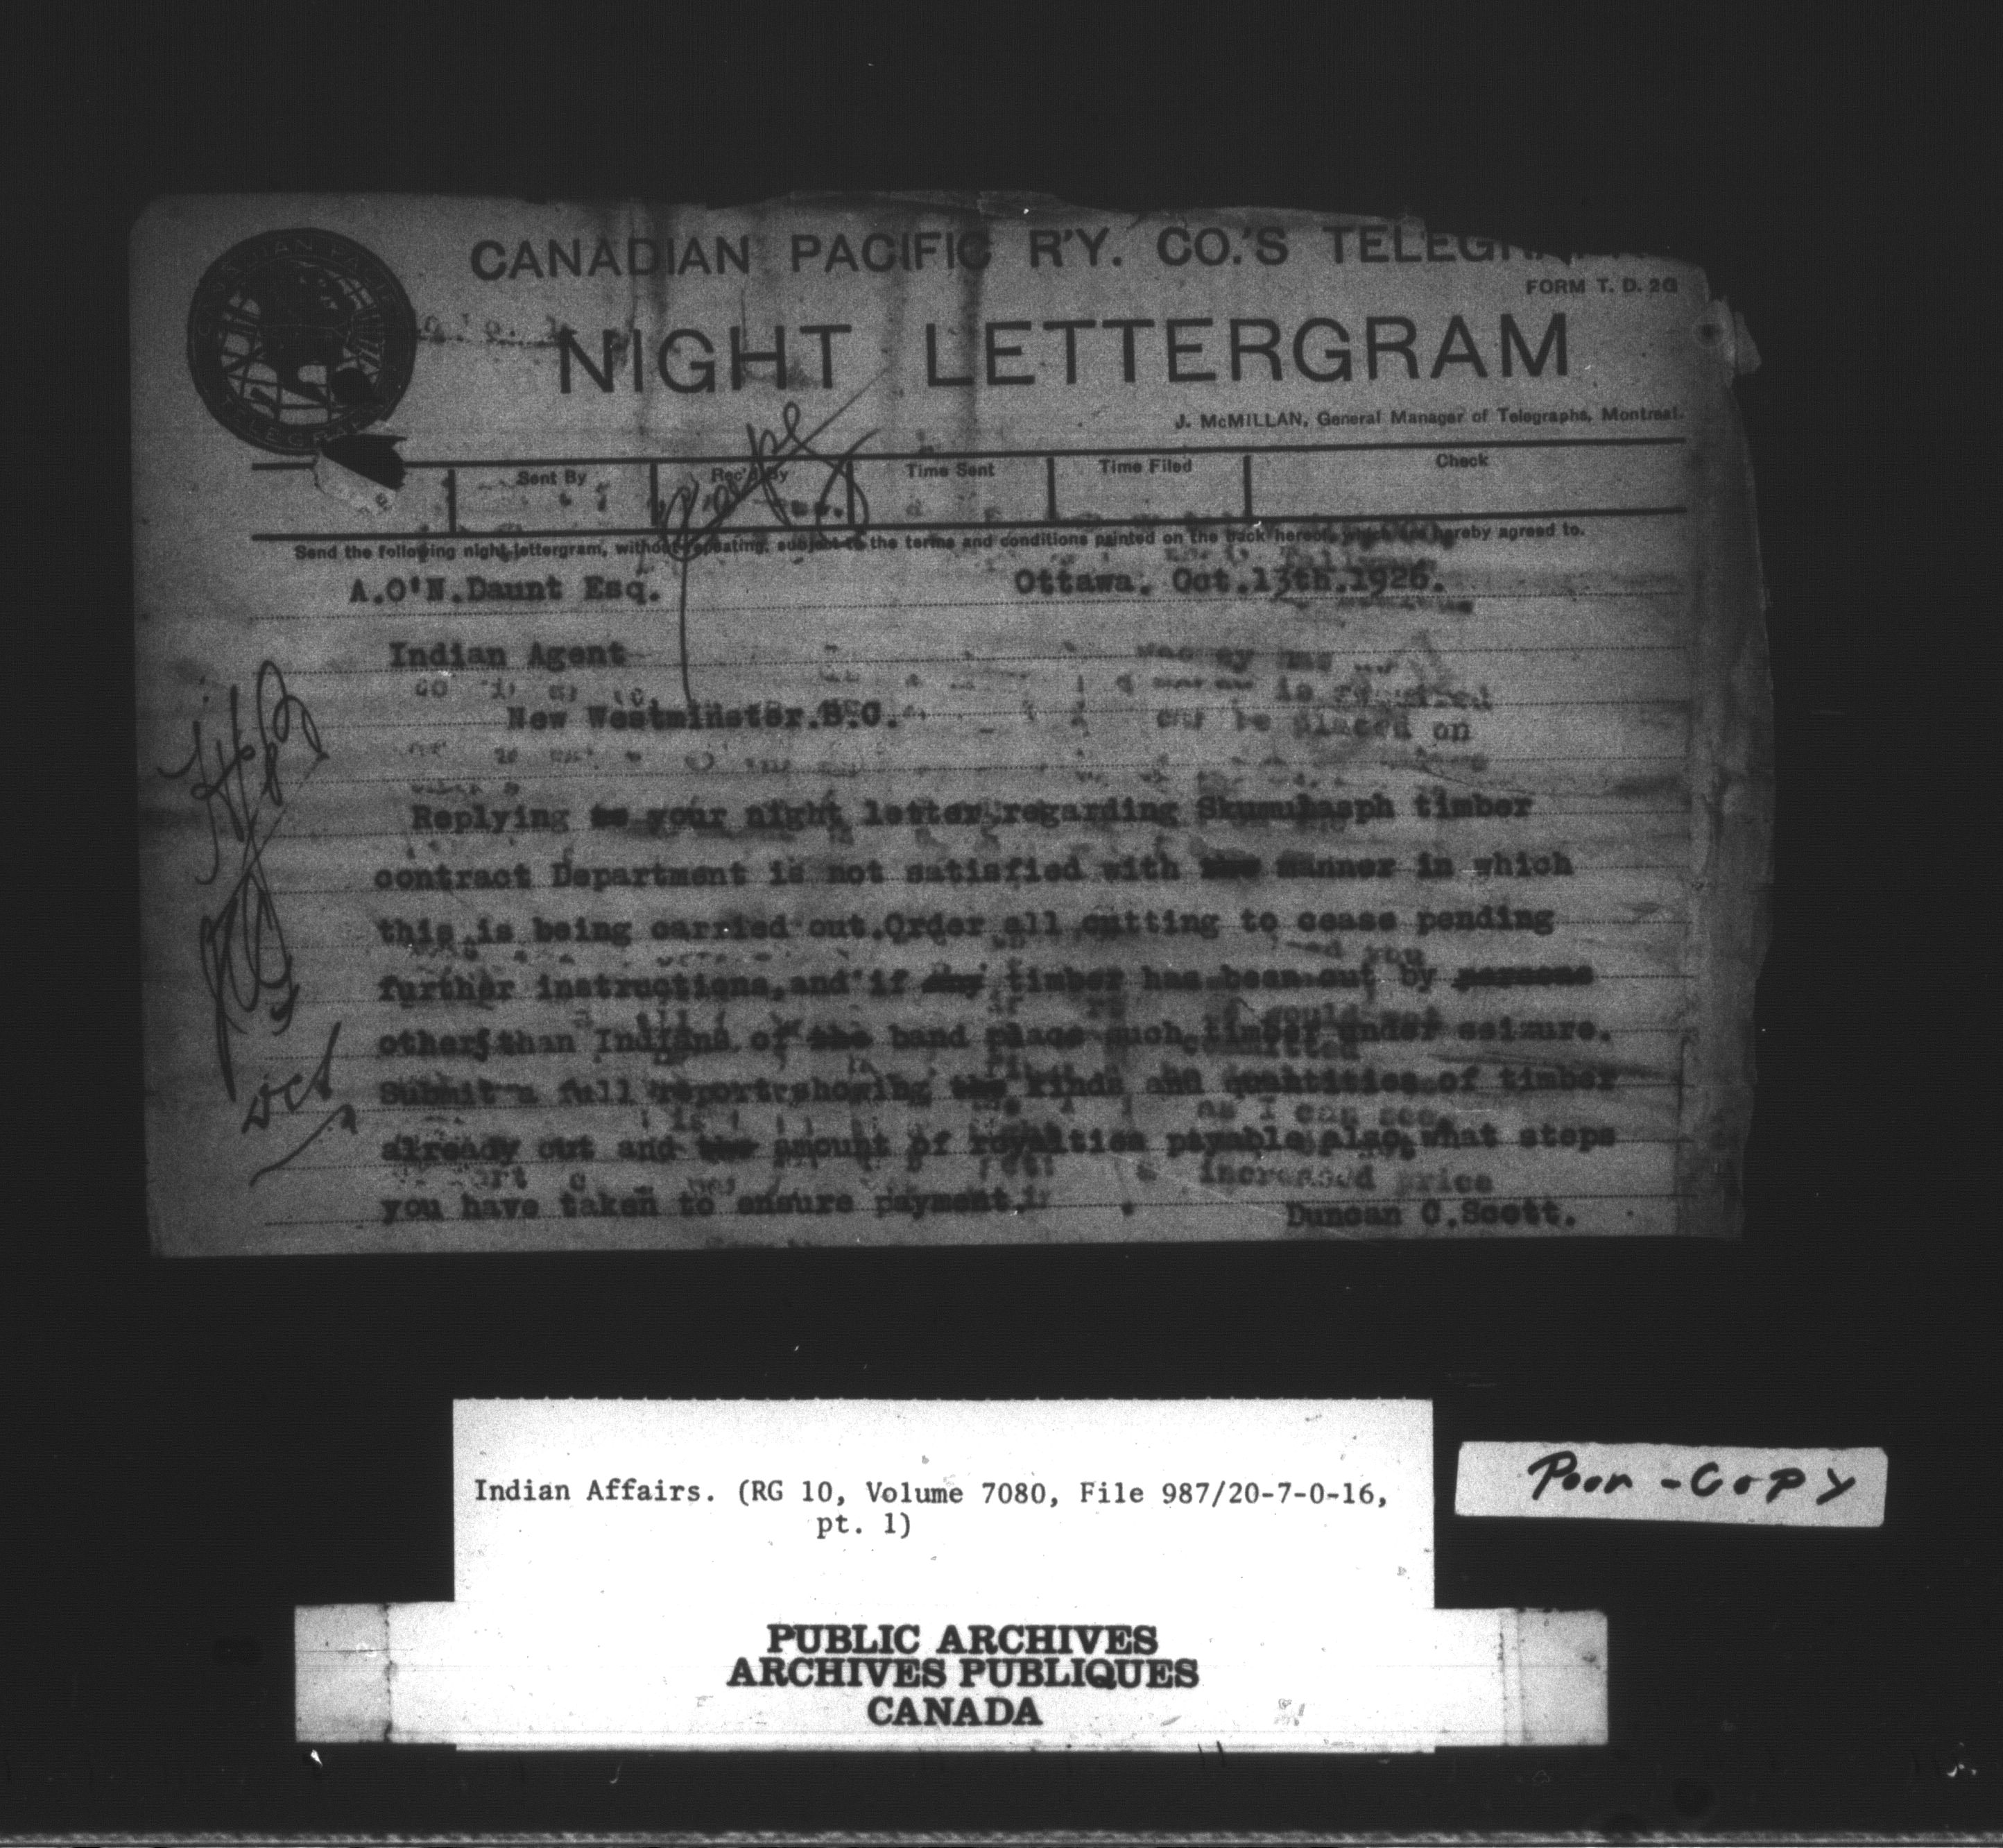 CANADIAN PACIFIC R'Y. CO.'S TELEGRAPH
FORM T. D. 2G
NIGHT LETTERGRAM
J. McMILLAN, General Manager of Telegraphs, Montreal.
Sent By Rec'd By Time Sent Time Filed Check
Send the following night lettergram, without repeating, subject to the terms and conditions printed on the back hereof, which are hereby agreed to.
A.O'N.Daunt Esq. Ottawa. Oct.13th.1926.
Indian Agent
New Westminster.B.C.
Replying to your night letter regarding Skumuhasph timber
contract Department is not satisfied with the manner in which
this is being carried out.Order all cutting to cease pending
further instructions,and if any timber has been cut by persons
other than Indians of the band place such timber under seizure.
Submit a full report showing the kinds and quantities of timber
already cut and the amount of royalties payable also what steps
you have taken to ensure payment.
Duncan C.Scott.
DCS
Indian Affairs. (RG 10, Volume 7080, File 987/20-7-0-16,
pt. 1)
Poor - Copy
PUBLIC ARCHIVES
ARCHIVES PUBLIQUES
CANADA